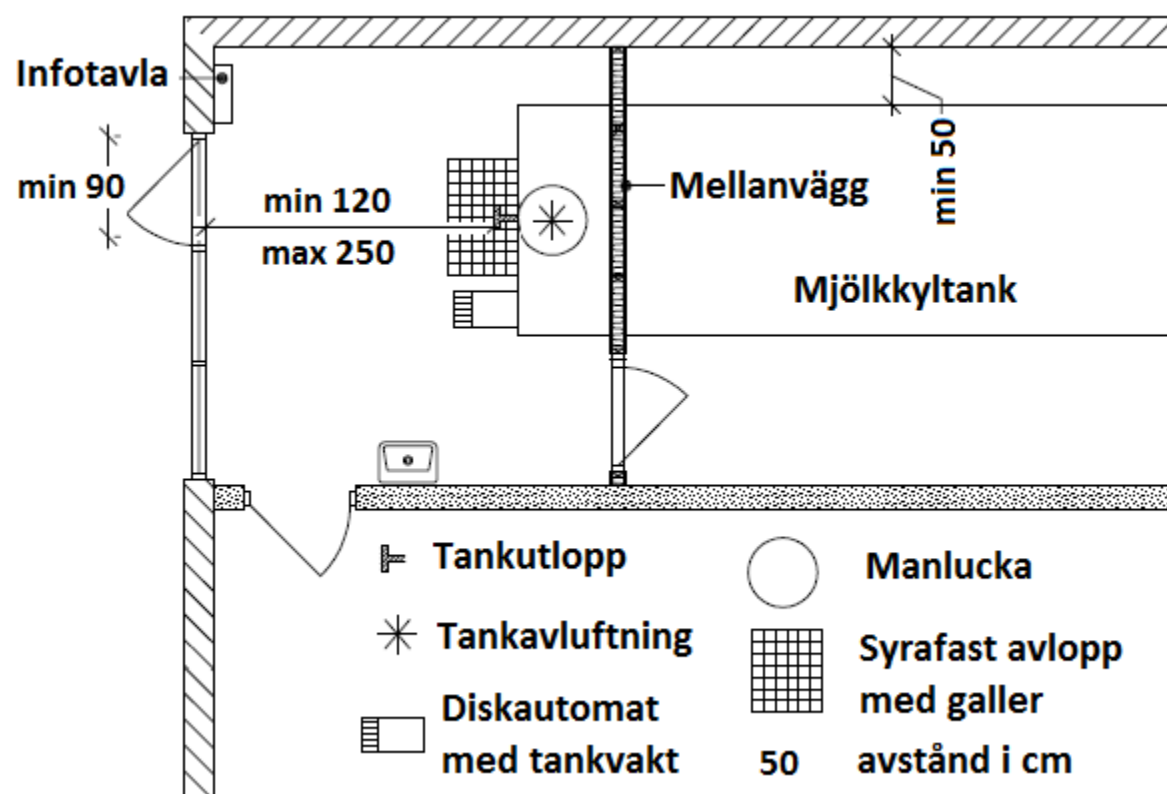 Infotavla
min 90
min 120
max 250
min 50
Mellanvägg
Mjölkkyltank
Tankutlopp
Manlucka
Tankavluftning
Syrafast avlopp
med galler
Diskautomat
med tankvakt
50 avstånd i cm